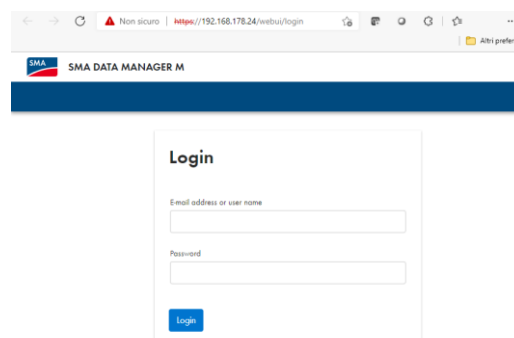 Non sicuro | https://192.168.178.24/webui/login
Altri prefer
SMA
SMA DATA MANAGER M
Login
E-mail address or user name
Password
Login